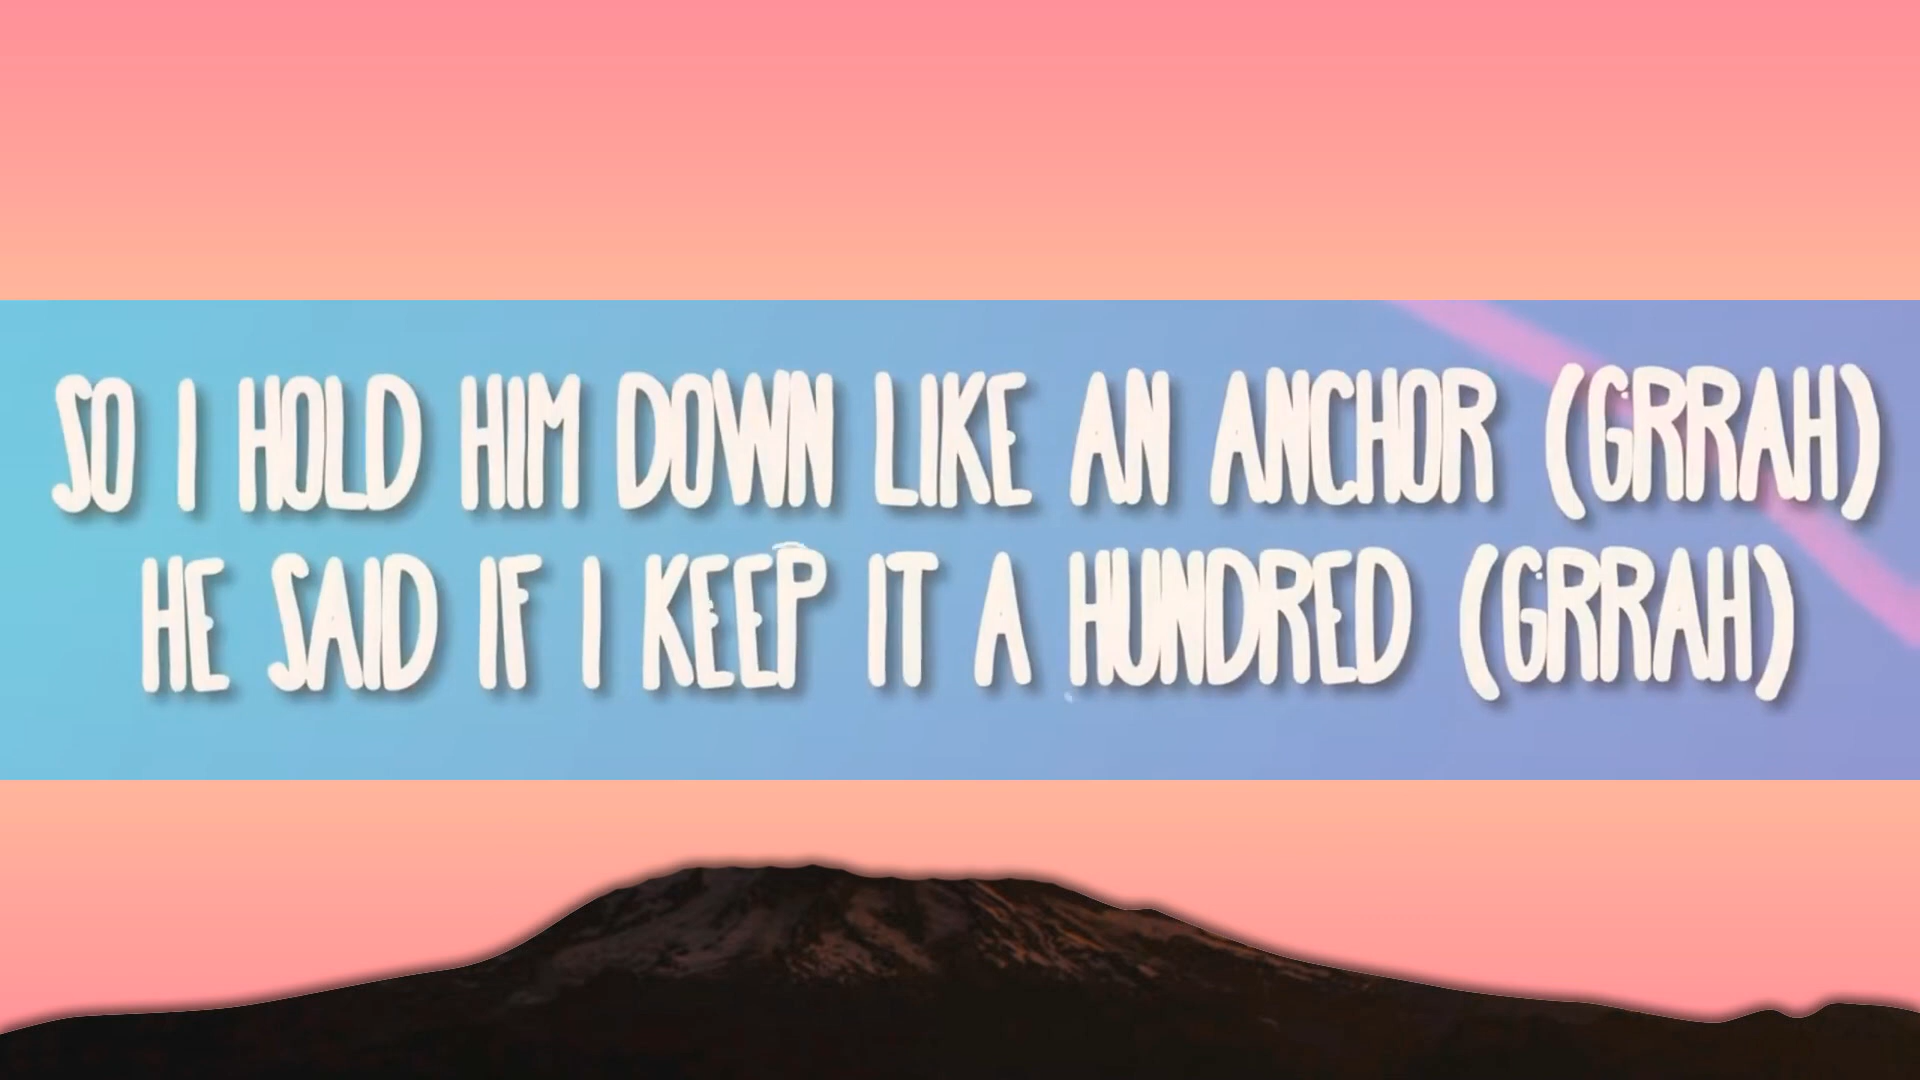 SO I HOLD HIM DOWN LIKE AN ANCHOR (GRRAH)
HE SAID IF I KEEP IT A HUNDRED (GRRAH)